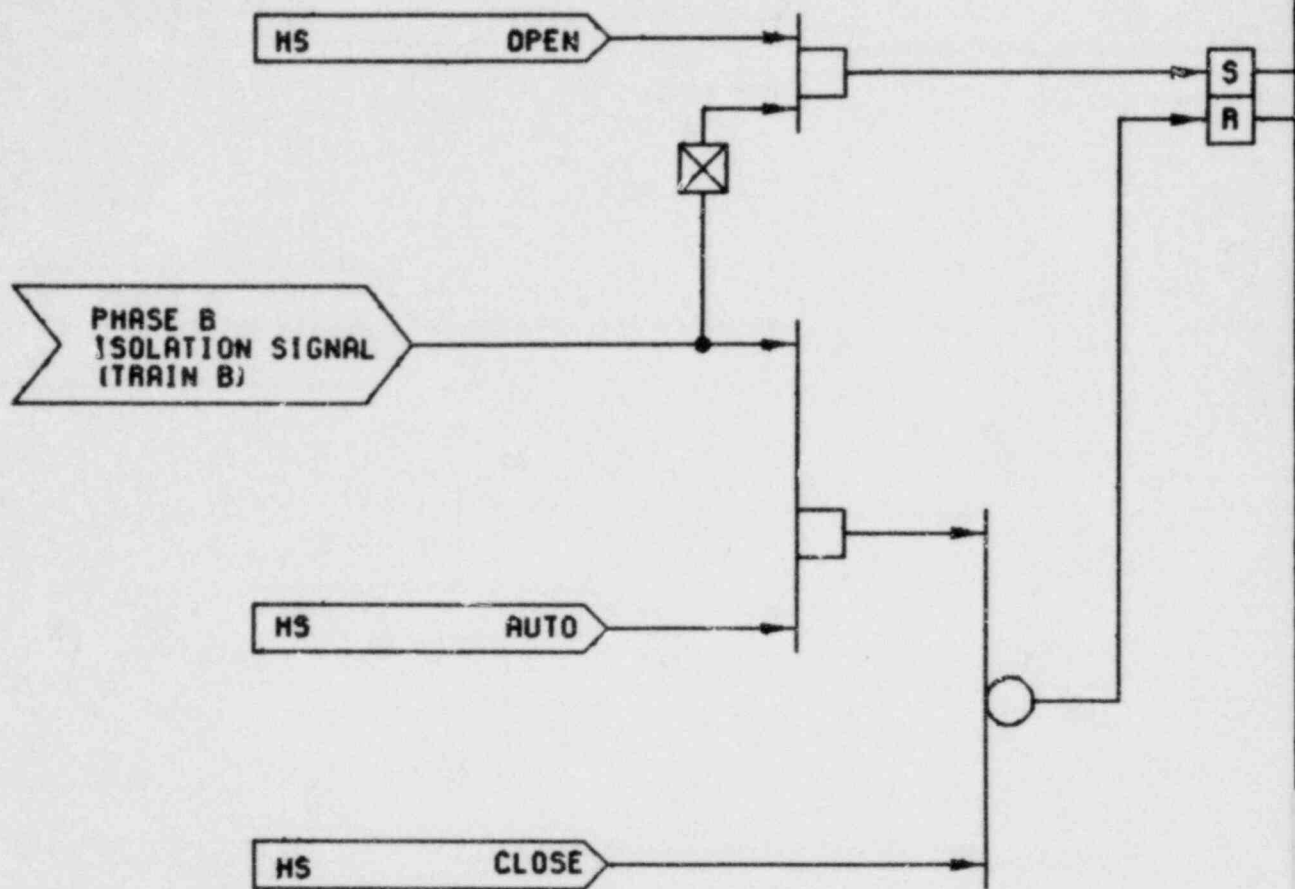 HS OPEN
S
R
PHASE B
ISOLATION SIGNAL
(TRAIN B)
HS AUTO
HS CLOSE